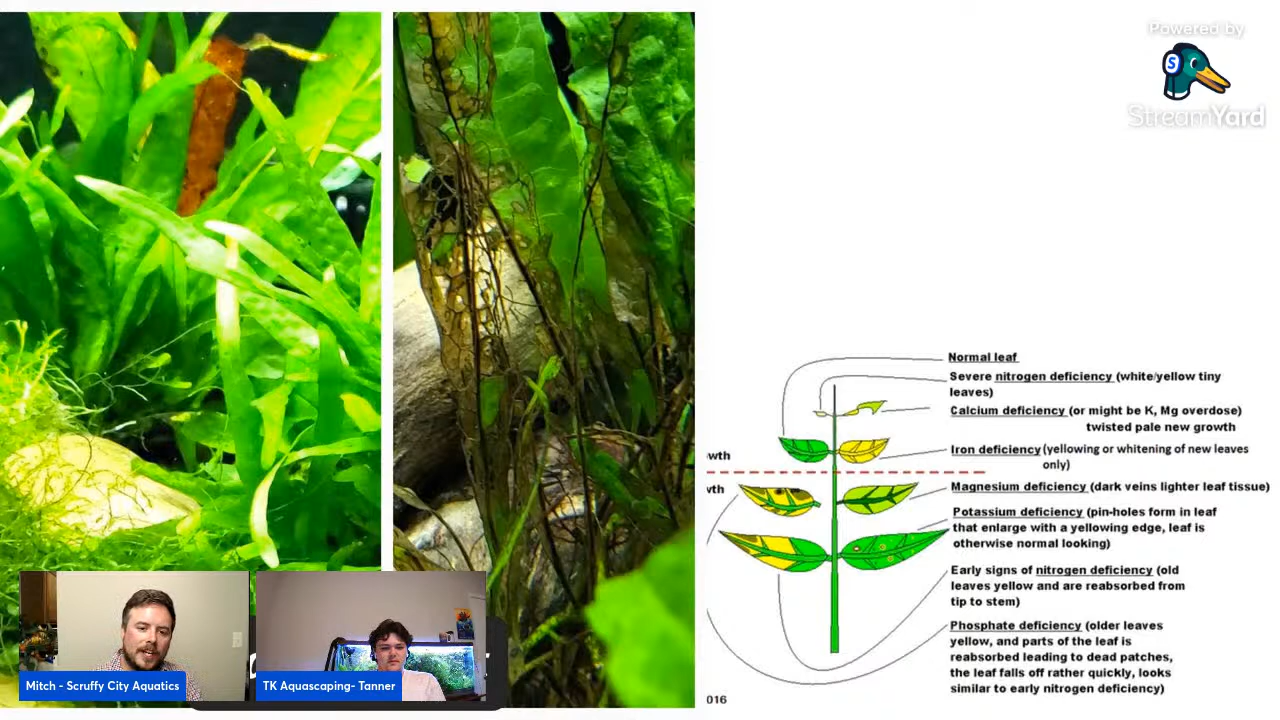 Powered by
StreamYard
Normal leaf
Severe nitrogen deficiency (white/yellow tiny
leaves)
Calcium deficiency (or might be K, Mg overdose)
twisted pale new growth
Iron deficiency (yellowing or whitening of new leaves
only)
wth
Magnesium deficiency (dark veins lighter leaf tissue)
wth
Potassium deficiency (pin-holes form in leaf
that enlarge with a yellowing edge, leaf is
otherwise normal looking)
Early signs of nitrogen deficiency (old
leaves yellow and are reabsorbed from
tip to stem)
Phosphate deficiency (older leaves
yellow, and parts of the leaf is
reabsorbed leading to dead patches,
the leaf falls off rather quickly, looks
similar to early nitrogen deficiency)
016
Mitch - Scruffy City Aquatics
TK Aquascaping- Tanner